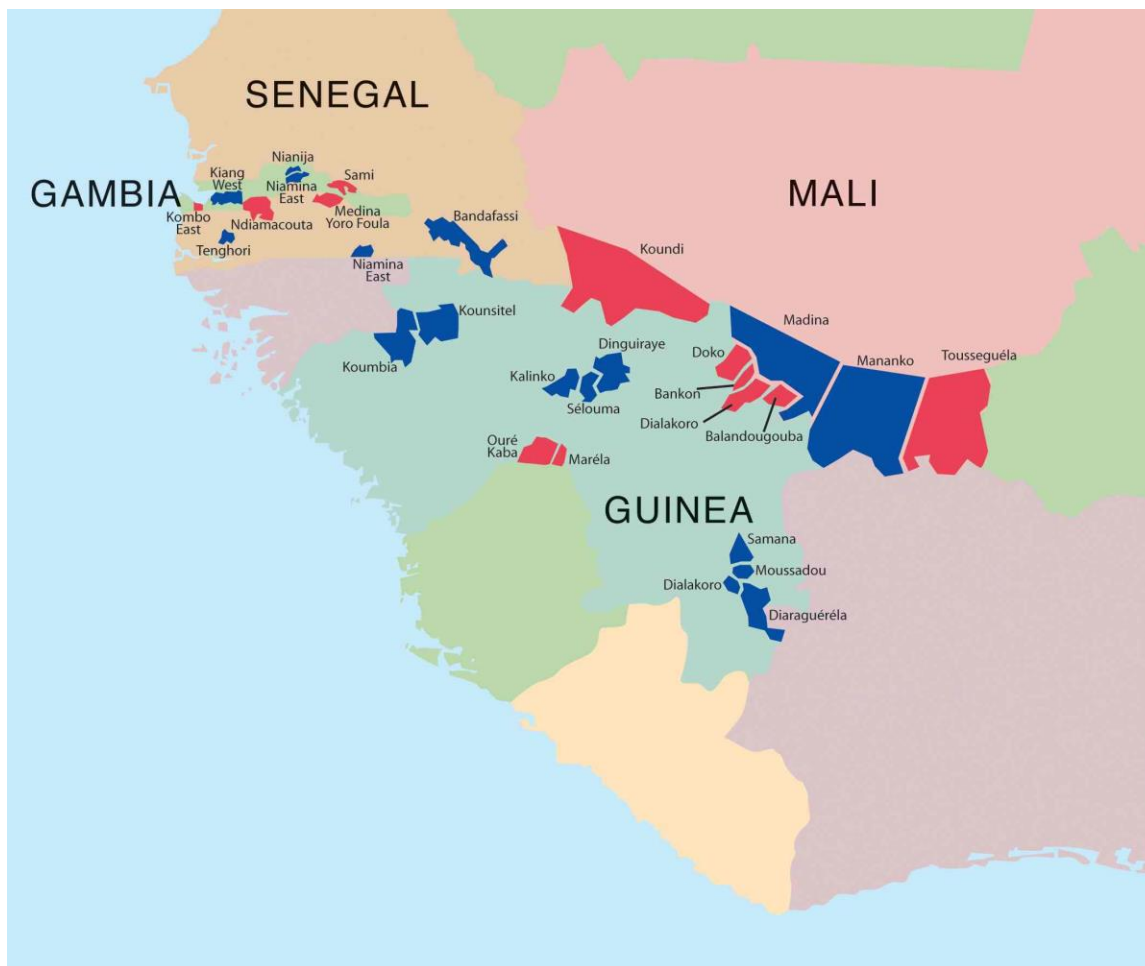 SENEGAL
Nianija
Kiang
West
Sami
GAMBIA
Niamina
East
MALI
Kombo
East
Ndiamacouta
Medina
Yoro Foula
Bandafassi
Tenghori
Niamina
East
Koundi
Kounsitel
Madina
Koumbia
Dinguiraye
Doko
Mananko
Tousseguéla
Kalinko
Bankon
Sélouma
Dialakoro
Balandougouba
Ouré
Kaba
Maréla
GUINEA
Samana
Moussadou
Dialakoro
Diaraguéréla